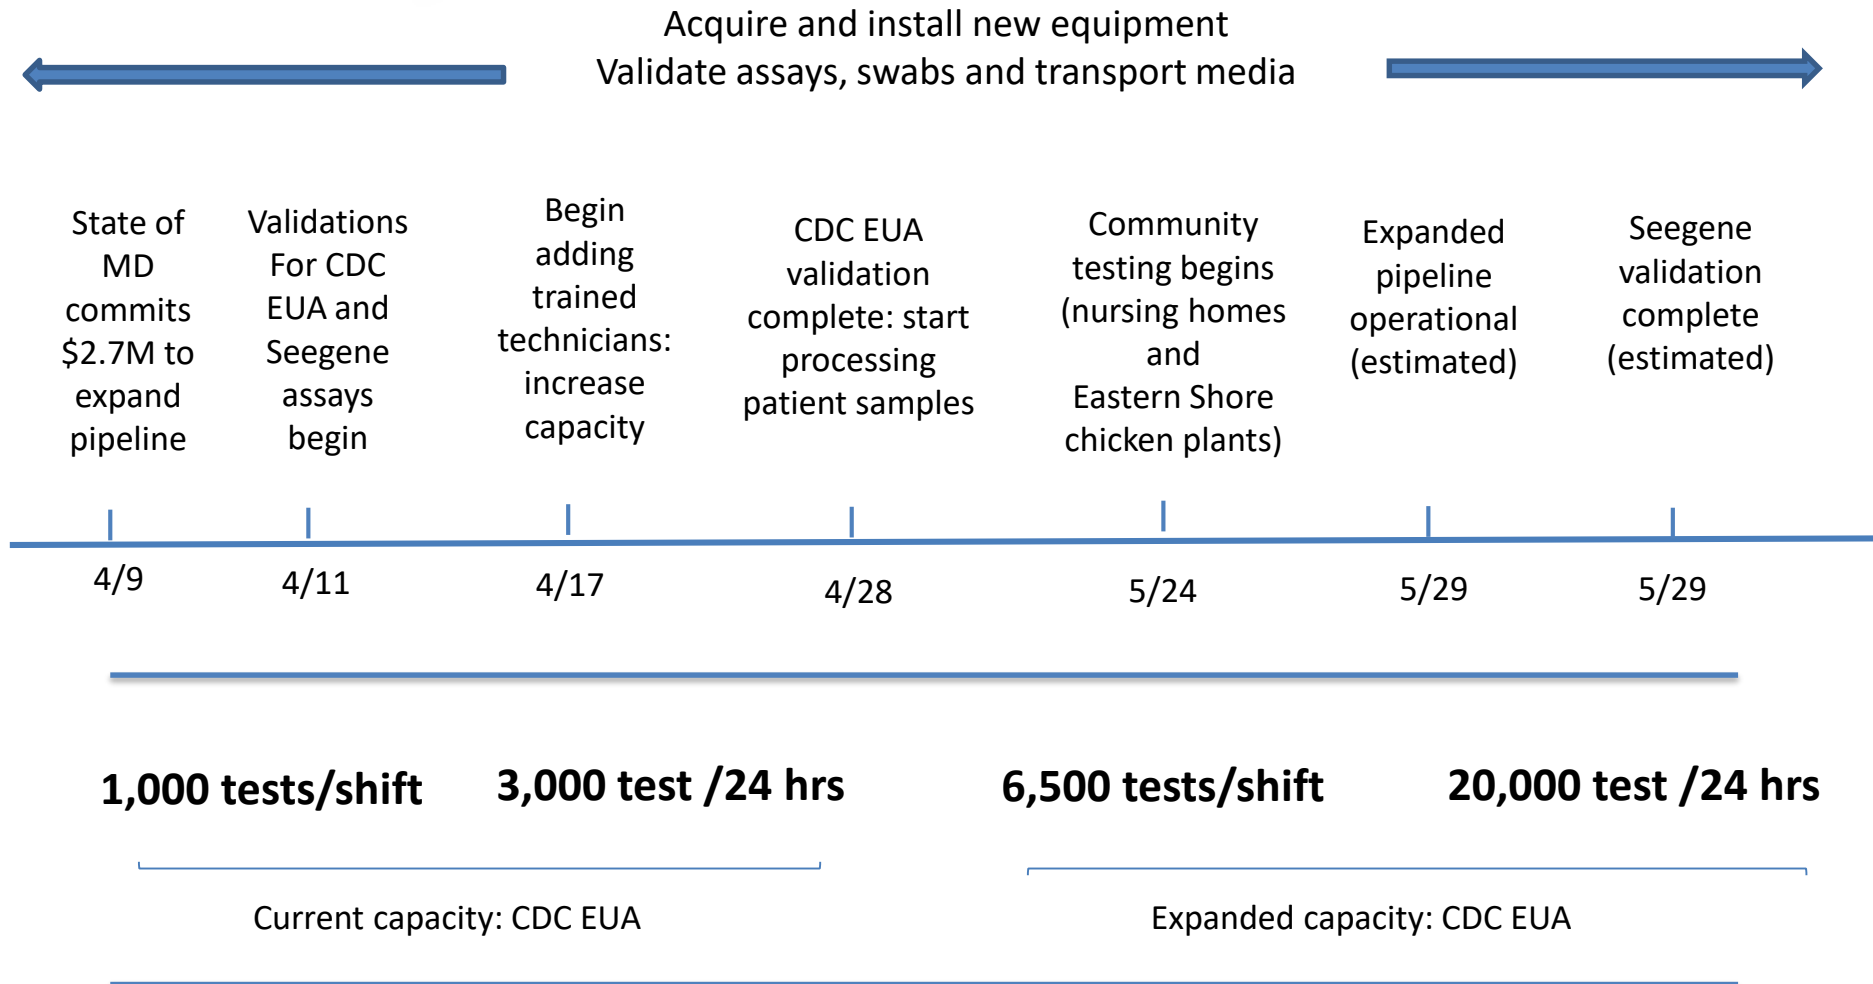 Acquire and install new equipment
Validate assays, swabs and transport media
State of
MD
commits
$2.7M to
expand
pipeline
Validations
For CDC
EUA and
Seegene
assays
begin
Begin
adding
trained
technicians:
increase
capacity
CDC EUA
validation
complete: start
processing
patient samples
Community
testing begins
(nursing homes
and
Eastern Shore
chicken plants)
Expanded
pipeline
operational
(estimated)
Seegene
validation
complete
(estimated)
4/9
4/11
4/17
4/28
5/24
5/29
5/29
1,000 tests/shift
3,000 test /24 hrs
6,500 tests/shift
20,000 test /24 hrs
Current capacity: CDC EUA
Expanded capacity: CDC EUA